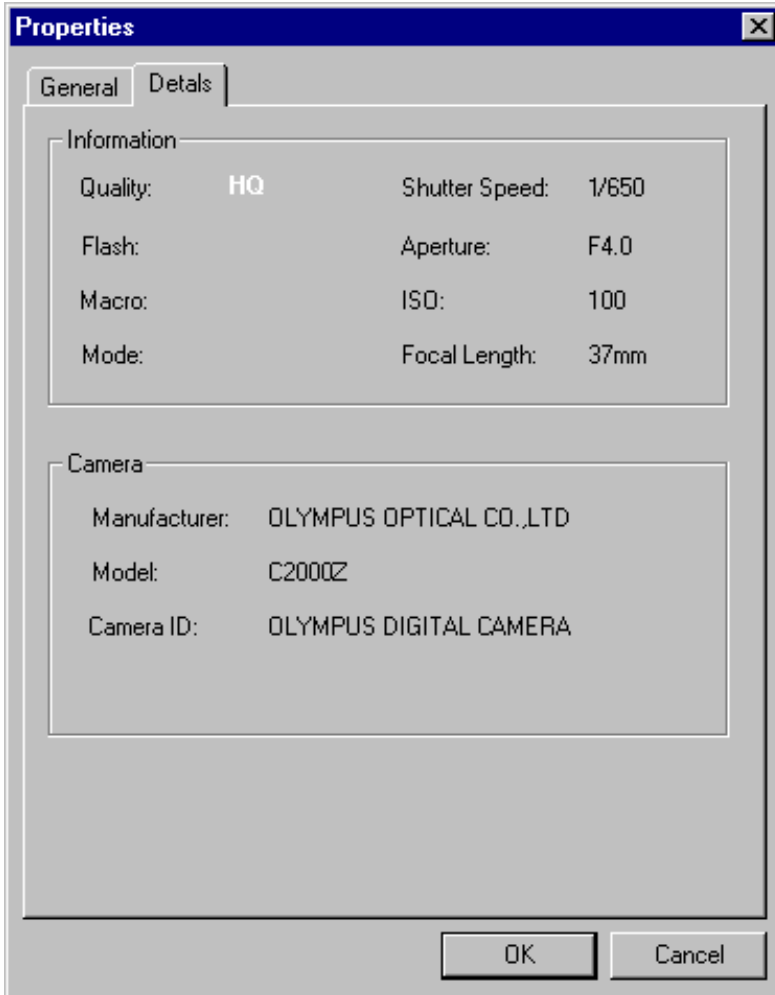 Properties
General Detals
Information
Quality: HQ Shutter Speed: 1/650
Flash: Aperture: F4.0
Macro: ISO: 100
Mode: Focal Length: 37mm
Camera
Manufacturer: OLYMPUS OPTICAL CO.,LTD
Model: C2000Z
Camera ID: OLYMPUS DIGITAL CAMERA
OK Cancel